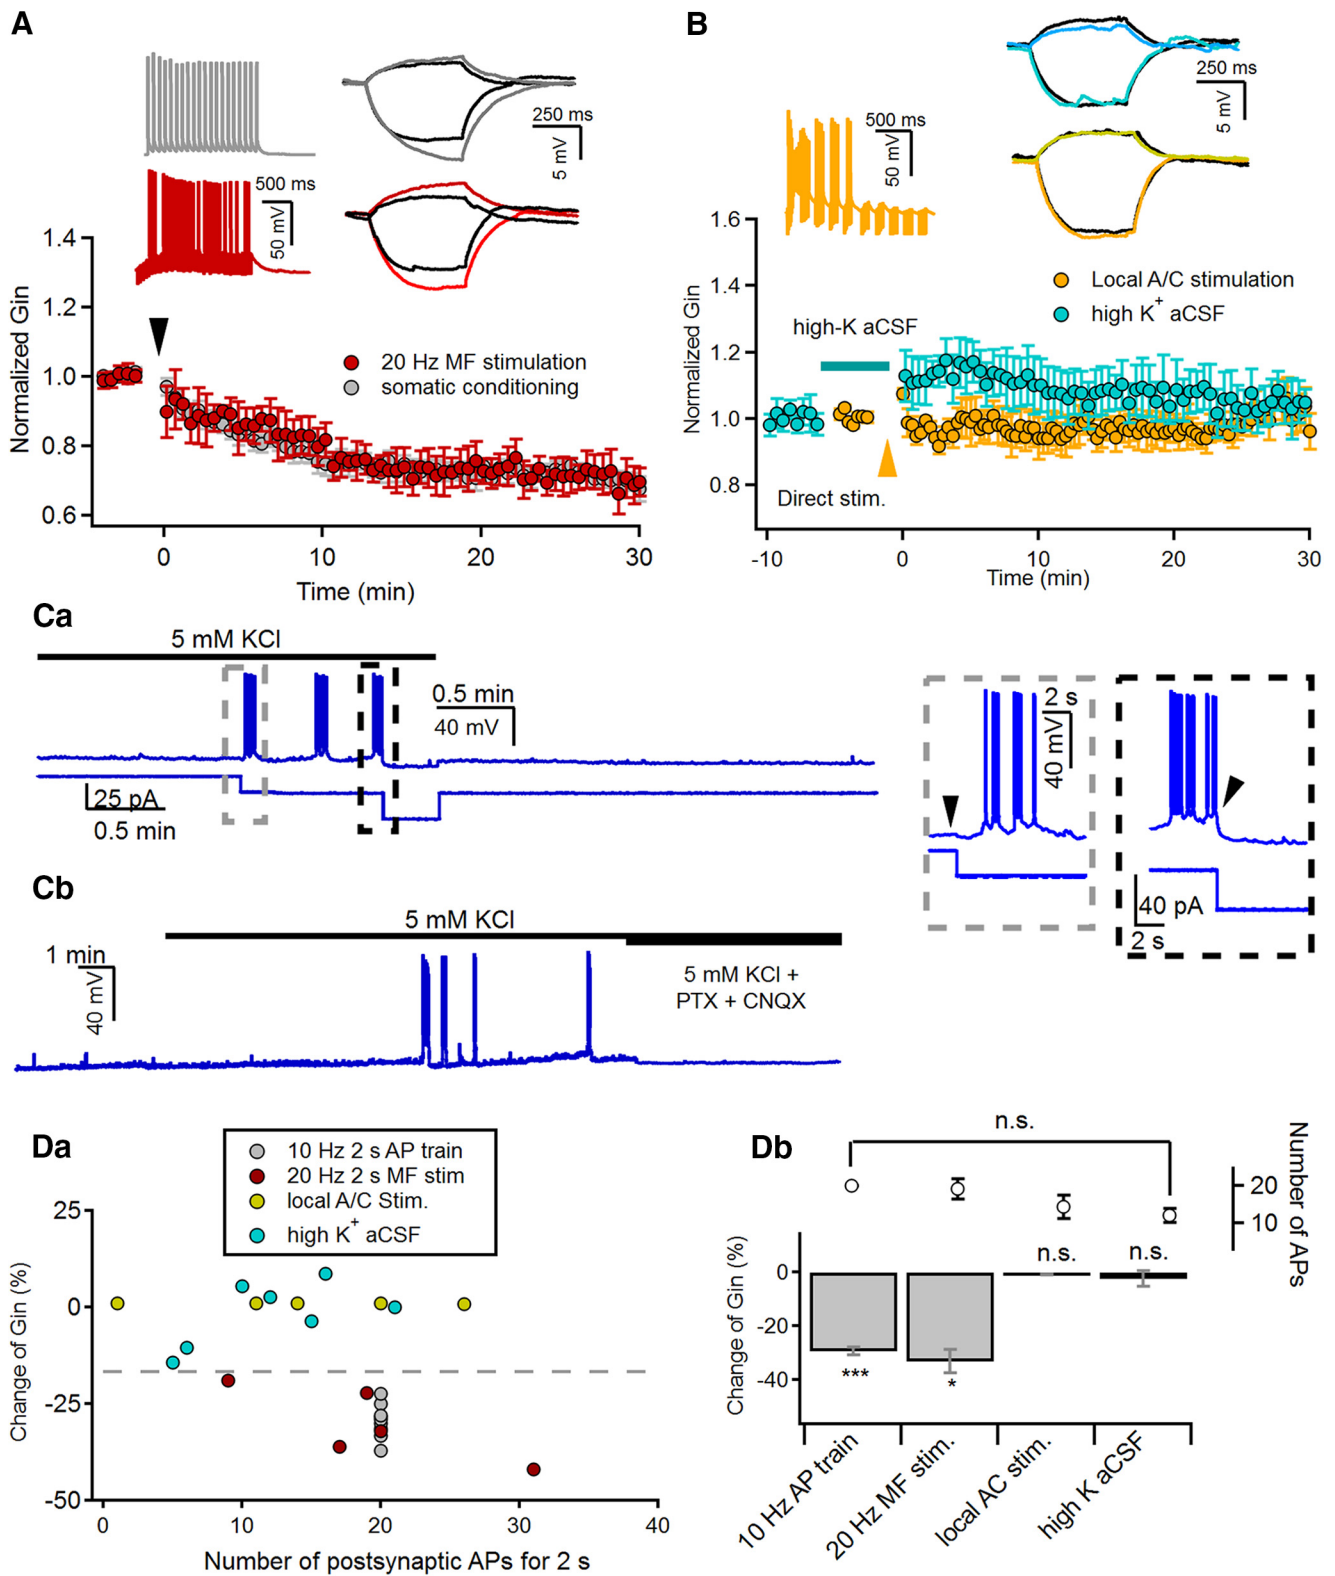 A
B
250 ms
5 mV
500 ms
50 mV
1.4
1.2
1.0
0.8
0.6
Normalized Gin
20 Hz MF stimulation
somatic conditioning
0
10
20
30
Time (min)
250 ms
5 mV
500 ms
50 mV
1.6
1.4
1.2
1.0
0.8
Normalized Gin
Local A/C stimulation
high K+ aCSF
high-K aCSF
Direct stim.
-10
0
10
20
30
Time (min)
Ca
5 mM KCl
0.5 min
40 mV
25 pA
0.5 min
2 s
40 mV
40 pA
2 s
Cb
5 mM KCl
1 min
40 mV
5 mM KCl +
PTX + CNQX
Da
10 Hz 2 s AP train
20 Hz 2 s MF stim
local A/C Stim.
high K+ aCSF
25
0
-25
-50
Change of Gin (%)
0
10
20
30
40
Number of postsynaptic APs for 2 s
Db
n.s.
20
10
Number of APs
n.s.
n.s.
0
-20
-40
Change of Gin (%)
***
*
10 Hz AP train
20 Hz MF stim.
local AC stim.
high K aCSF